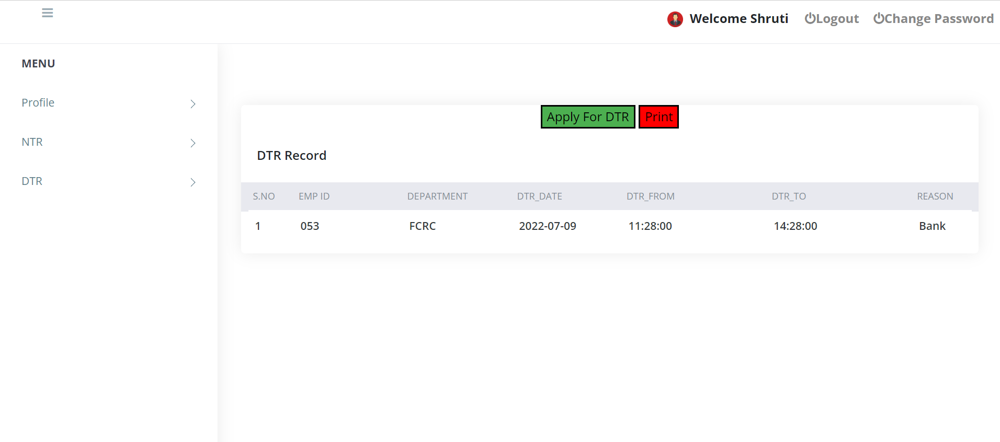 Welcome Shruti Logout Change Password
MENU
Profile
NTR
DTR
Apply For DTR Print
DTR Record
S.NO EMP ID DEPARTMENT DTR_DATE DTR_FROM DTR_TO REASON
1 053 FCRC 2022-07-09 11:28:00 14:28:00 Bank